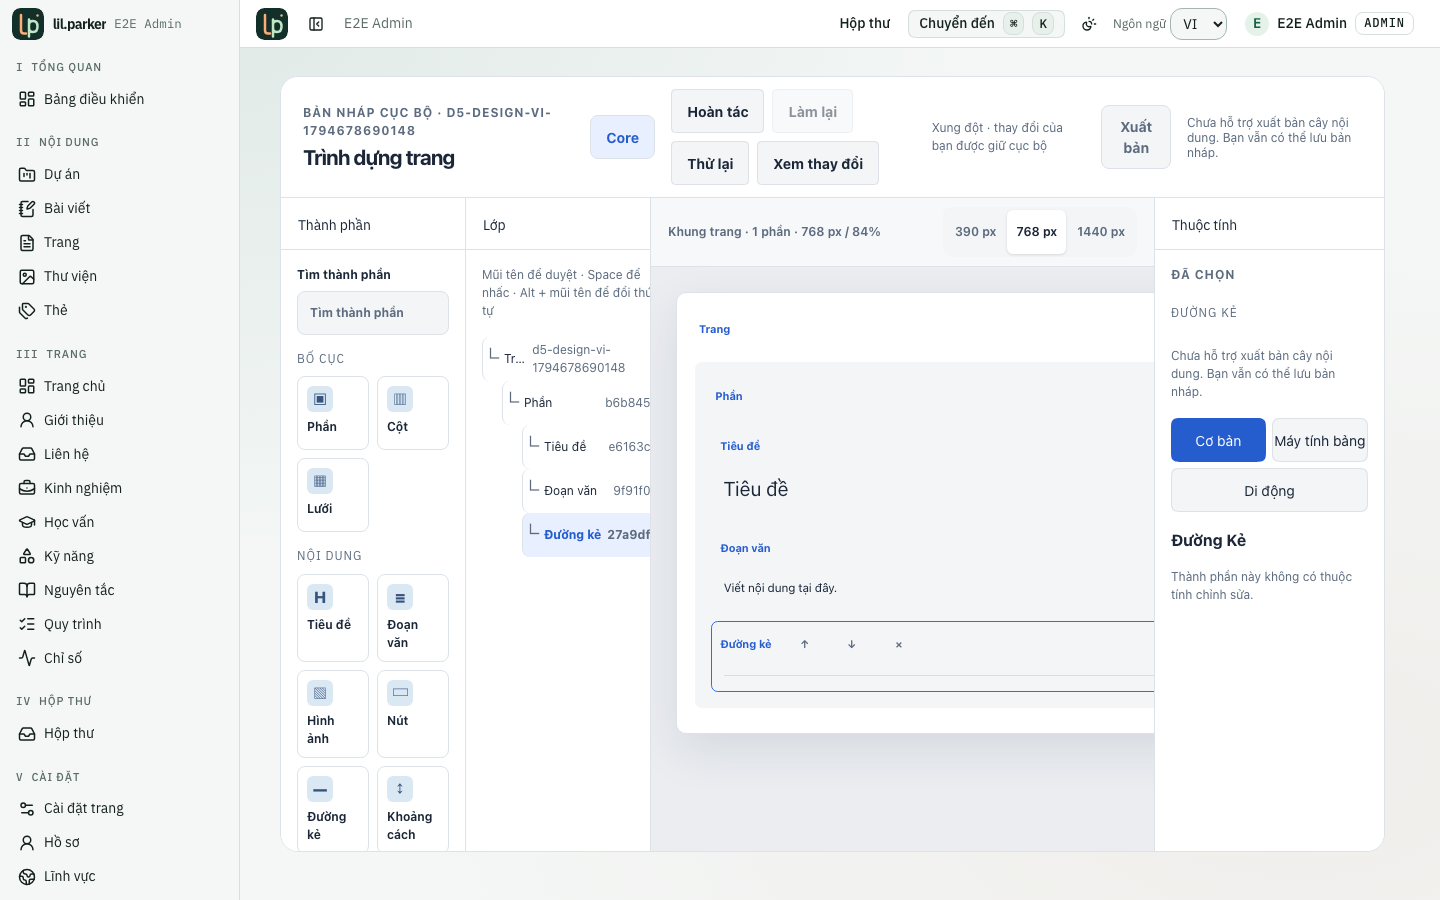 lil.parker E2E Admin
I TỔNG QUAN
Bảng điều khiển
II NỘI DUNG
Dự án
Bài viết
Trang
Thư viện
Thẻ
III TRANG
Trang chủ
Giới thiệu
Liên hệ
Kinh nghiệm
Học vấn
Kỹ năng
Nguyên tắc
Quy trình
Chỉ số
IV HỘP THƯ
Hộp thư
V CÀI ĐẶT
Cài đặt trang
Hồ sơ
Lĩnh vực
E2E Admin
Hộp thư
Chuyển đến ⌘ K
Ngôn ngữ VI
E E2E Admin ADMIN
BẢN NHÁP CỤC BỘ · D5-DESIGN-VI-
1794678690148
Trình dựng trang
Core
Hoàn tác
Làm lại
Thử lại
Xem thay đổi
Xung đột · thay đổi của
bạn được giữ cục bộ
Xuất
bản
Chưa hỗ trợ xuất bản cây nội
dung. Bạn vẫn có thể lưu bản
nháp.
Thành phần
Tìm thành phần
Tìm thành phần
BỐ CỤC
Phần
Cột
Lưới
NỘI DUNG
H
Tiêu đề
Đoạn
văn
Hình
ảnh
Nút
Đường
kẻ
Khoảng
cách
Lớp
Mũi tên để duyệt · Space để
nhấc · Alt + mũi tên để đổi thứ
tự
Tr... d5-design-vi-
1794678690148
Phần b6b845
Tiêu đề e6163c
Đoạn văn 9f91f0
Đường kẻ 27a9df
Khung trang · 1 phần · 768 px / 84%
390 px
768 px
1440 px
Trang
Phần
Tiêu đề
Tiêu đề
Đoạn văn
Viết nội dung tại đây.
Đường kẻ ↑ ↓ ×
Thuộc tính
ĐÃ CHỌN
ĐƯỜNG KẺ
Chưa hỗ trợ xuất bản cây nội
dung. Bạn vẫn có thể lưu bản
nháp.
Cơ bản
Máy tính bảng
Di động
Đường Kẻ
Thành phần này không có thuộc
tính chỉnh sửa.